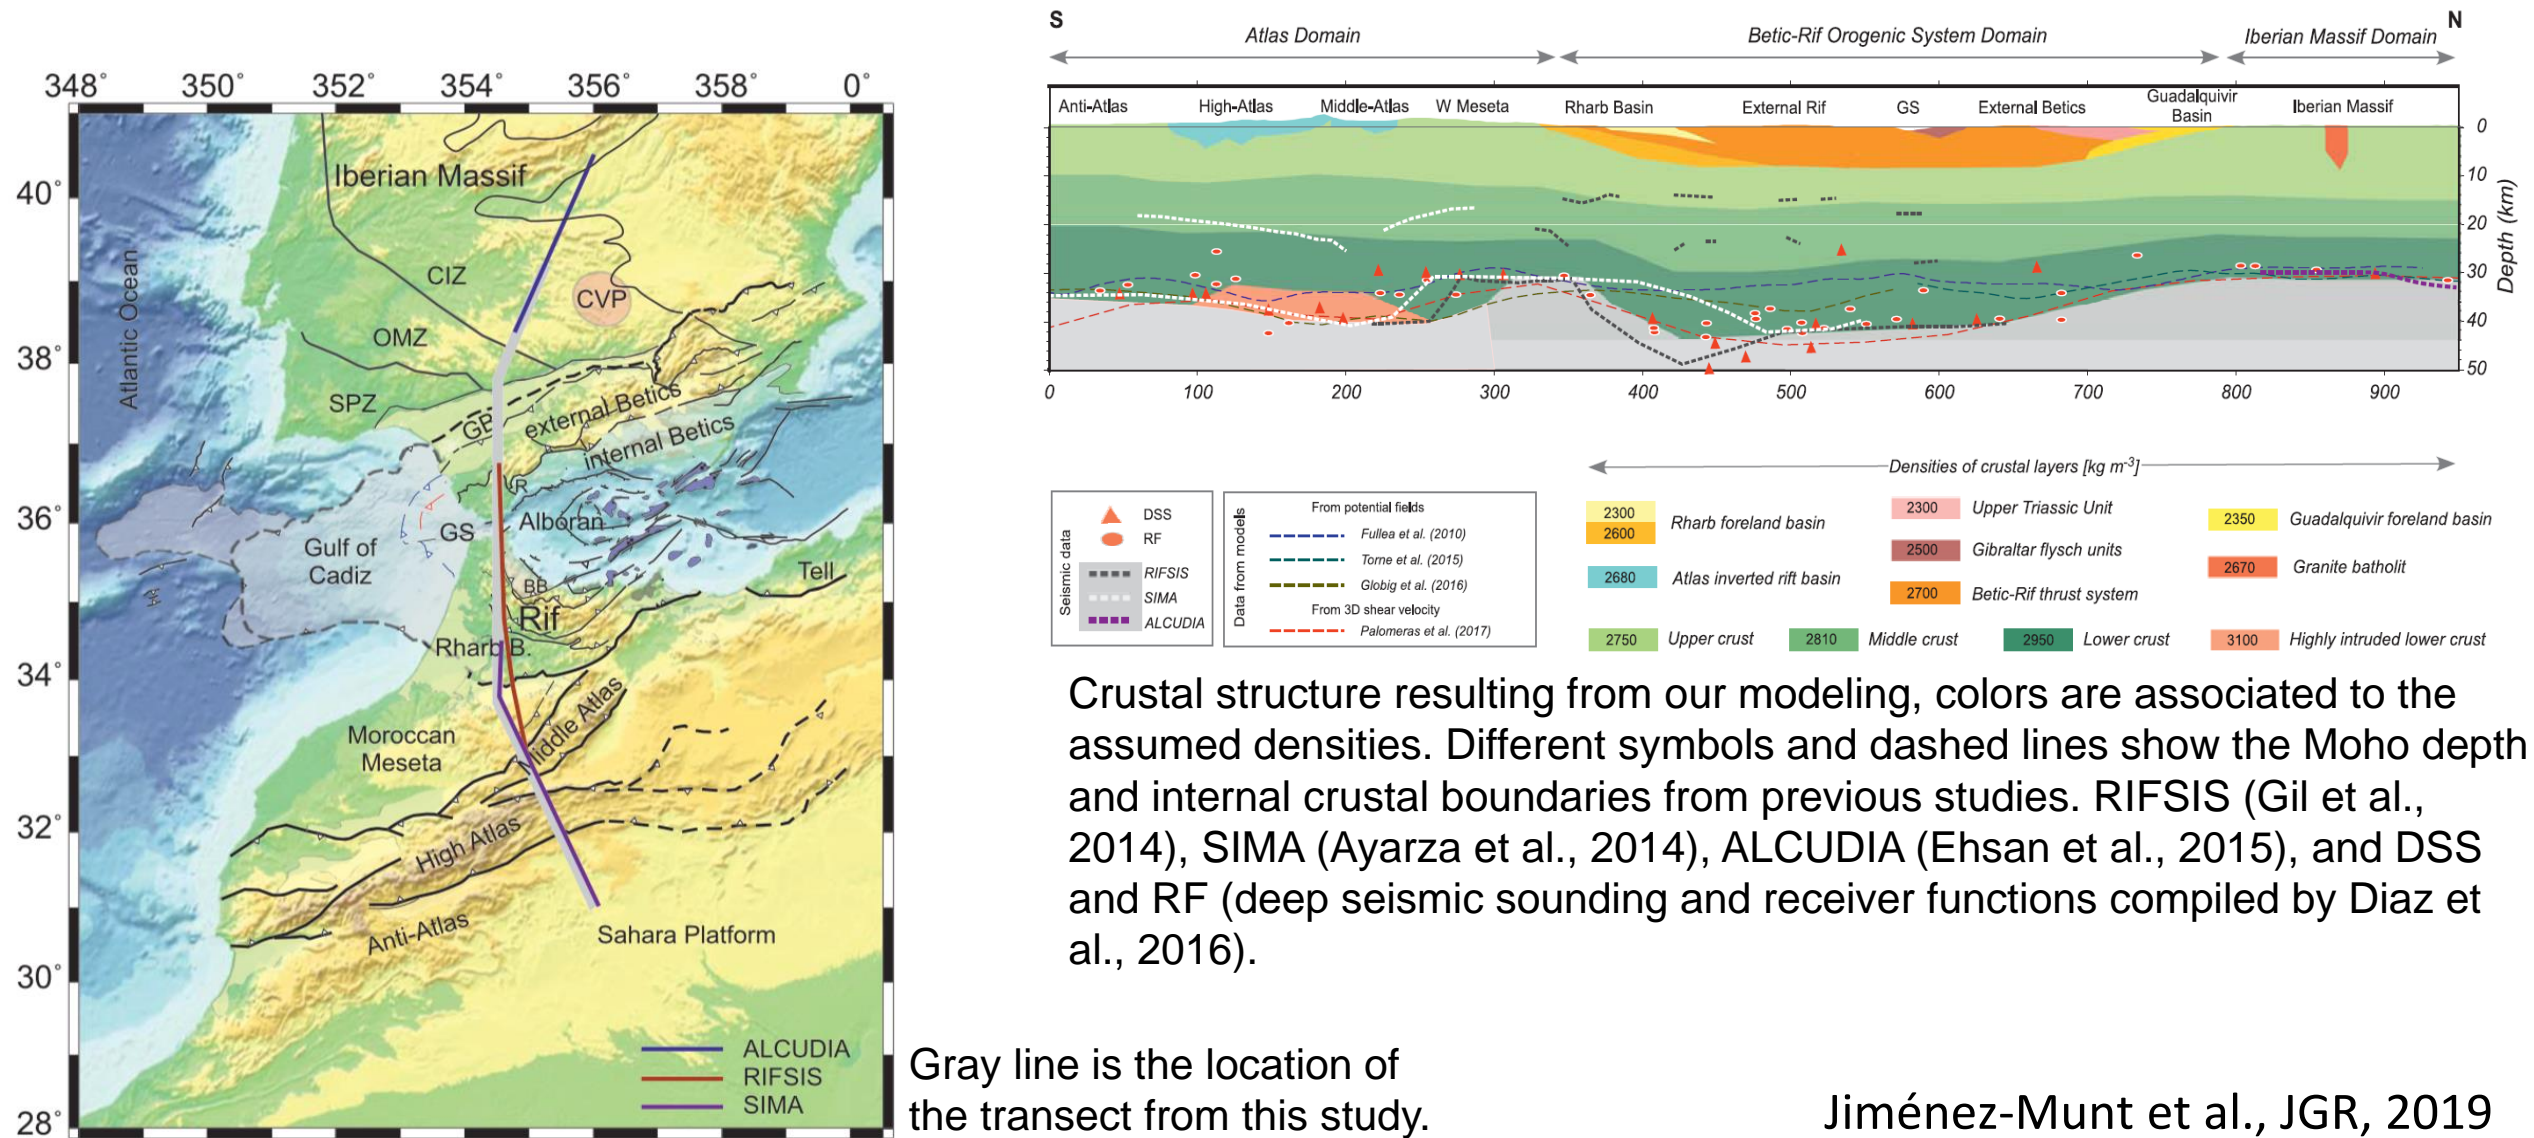 348° 350° 352° 354° 356° 358° 0°
40°
38°
36°
34°
32°
30°
28°
Iberian Massif
Atlantic Ocean
CIZ
CVP
OMZ
SPZ
GB
external Betics
internal Betics
R
GS
Alboran
Gulf of
Cadiz
BB
Rif
Tell
Rharb B.
Middle Atlas
Moroccan
Meseta
High Atlas
Anti-Atlas
Sahara Platform
ALCUDIA
RIFSIS
SIMA
Gray line is the location of
the transect from this study.
S N
Atlas Domain Betic-Rif Orogenic System Domain Iberian Massif Domain
Anti-Atlas High-Atlas Middle-Atlas W Meseta Rharb Basin External Rif GS External Betics Guadalquivir Basin Iberian Massif
0
10
20
30
40
50
Depth (km)
0 100 200 300 400 500 600 700 800 900
Seismic data
DSS
RF
RIFSIS
SIMA
ALCUDIA
Data from models
From potential fields
Fullea et al. (2010)
Torne et al. (2015)
Globig et al. (2016)
From 3D shear velocity
Palomeras et al. (2017)
Densities of crustal layers [kg m-3]
2300
2600
Rharb foreland basin
2680 Atlas inverted rift basin
2300 Upper Triassic Unit
2500 Gibraltar flysch units
2700 Betic-Rif thrust system
2350 Guadalquivir foreland basin
2670 Granite batholit
2750 Upper crust 2810 Middle crust 2950 Lower crust 3100 Highly intruded lower crust
Crustal structure resulting from our modeling, colors are associated to the
assumed densities. Different symbols and dashed lines show the Moho depth
and internal crustal boundaries from previous studies. RIFSIS (Gil et al.,
2014), SIMA (Ayarza et al., 2014), ALCUDIA (Ehsan et al., 2015), and DSS
and RF (deep seismic sounding and receiver functions compiled by Diaz et
al., 2016).
Jiménez-Munt et al., JGR, 2019